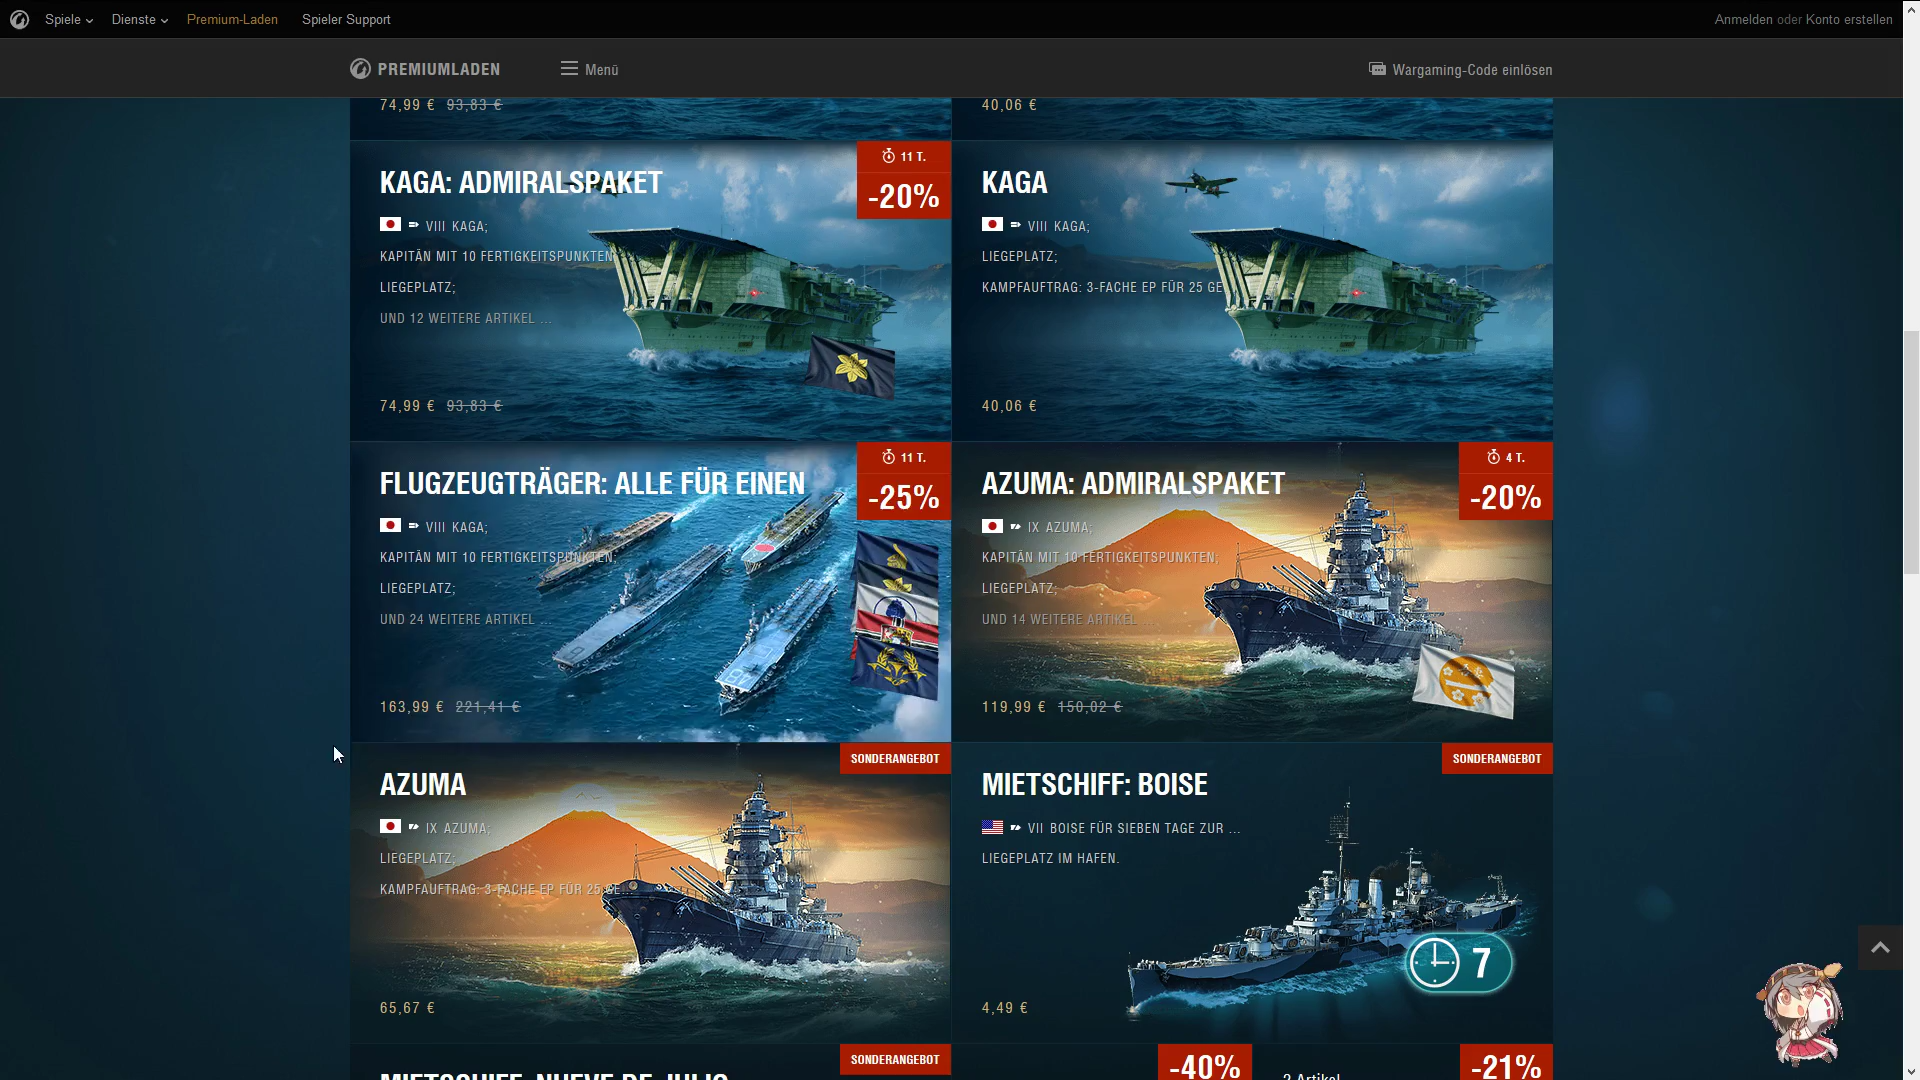 Spiele
Dienste
Premium-Laden
Spieler Support
Anmelden oder Konto erstellen
PREMIUMLADEN
Menü
Wargaming-Code einlösen
74,99 € 93,83 €
40,06 €
KAGA: ADMIRALSPAKET
11 T.
-20%
VIII KAGA;
KAPITÄN MIT 10 FERTIGKEITSPUNKTEN
LIEGEPLATZ;
UND 12 WEITERE ARTIKEL ...
74,99 € 93,83 €
KAGA
VIII KAGA;
LIEGEPLATZ;
KAMPFAUFTRAG: 3-FACHE EP FÜR 25 GE
40,06 €
FLUGZEUGTRÄGER: ALLE FÜR EINEN
11 T.
-25%
VIII KAGA;
KAPITÄN MIT 10 FERTIGKEITSPUNKTEN;
LIEGEPLATZ;
UND 24 WEITERE ARTIKEL ...
163,99 € 221,41 €
AZUMA: ADMIRALSPAKET
4 T.
-20%
IX AZUMA;
KAPITÄN MIT 10 FERTIGKEITSPUNKTEN;
LIEGEPLATZ;
UND 14 WEITERE ARTIKEL ...
119,99 € 150,02 €
AZUMA
SONDERANGEBOT
IX AZUMA;
LIEGEPLATZ;
KAMPFAUFTRAG: 3-FACHE EP FÜR 25 GE...
65,67 €
MIETSCHIFF: BOISE
SONDERANGEBOT
VII BOISE FÜR SIEBEN TAGE ZUR ...
LIEGEPLATZ IM HAFEN.
7
4,49 €
SONDERANGEBOT
MIETSCHIFF: NUEVE DE JULIO
-40%
2 Artikel
-21%